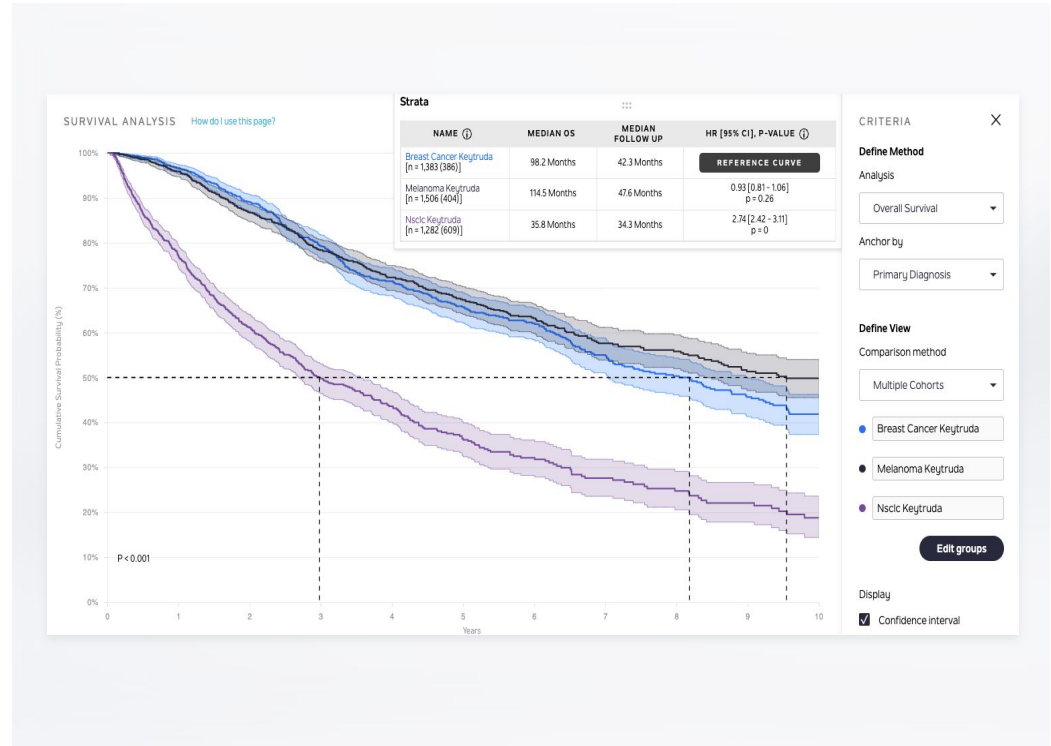 Strata
SURVIVAL ANALYSIS How do I use this page?
NAME MEDIAN OS MEDIAN FOLLOW UP HR [95% CI], P-VALUE
Breast Cancer Keytruda
[n = 1,383 (386)] 98.2 Months 42.3 Months REFERENCE CURVE
Melanoma Keytruda
[n = 1,506 (404)] 114.5 Months 47.6 Months 0.93 [0.81 - 1.06]
p = 0.26
Nsclc Keytruda
[n = 1,282 (609)] 35.8 Months 34.3 Months 2.74 [2.42 - 3.11]
p = 0
Cumulative Survival Probability (%)
100%
90%
80%
70%
60%
50%
40%
30%
20%
10%
0%
P < 0.001
0 1 2 3 4 5 6 7 8 9 10
Years
CRITERIA
Define Method
Analysis
Overall Survival
Anchor by
Primary Diagnosis
Define View
Comparison method
Multiple Cohorts
Breast Cancer Keytruda
Melanoma Keytruda
Nsclc Keytruda
Edit groups
Display
Confidence interval